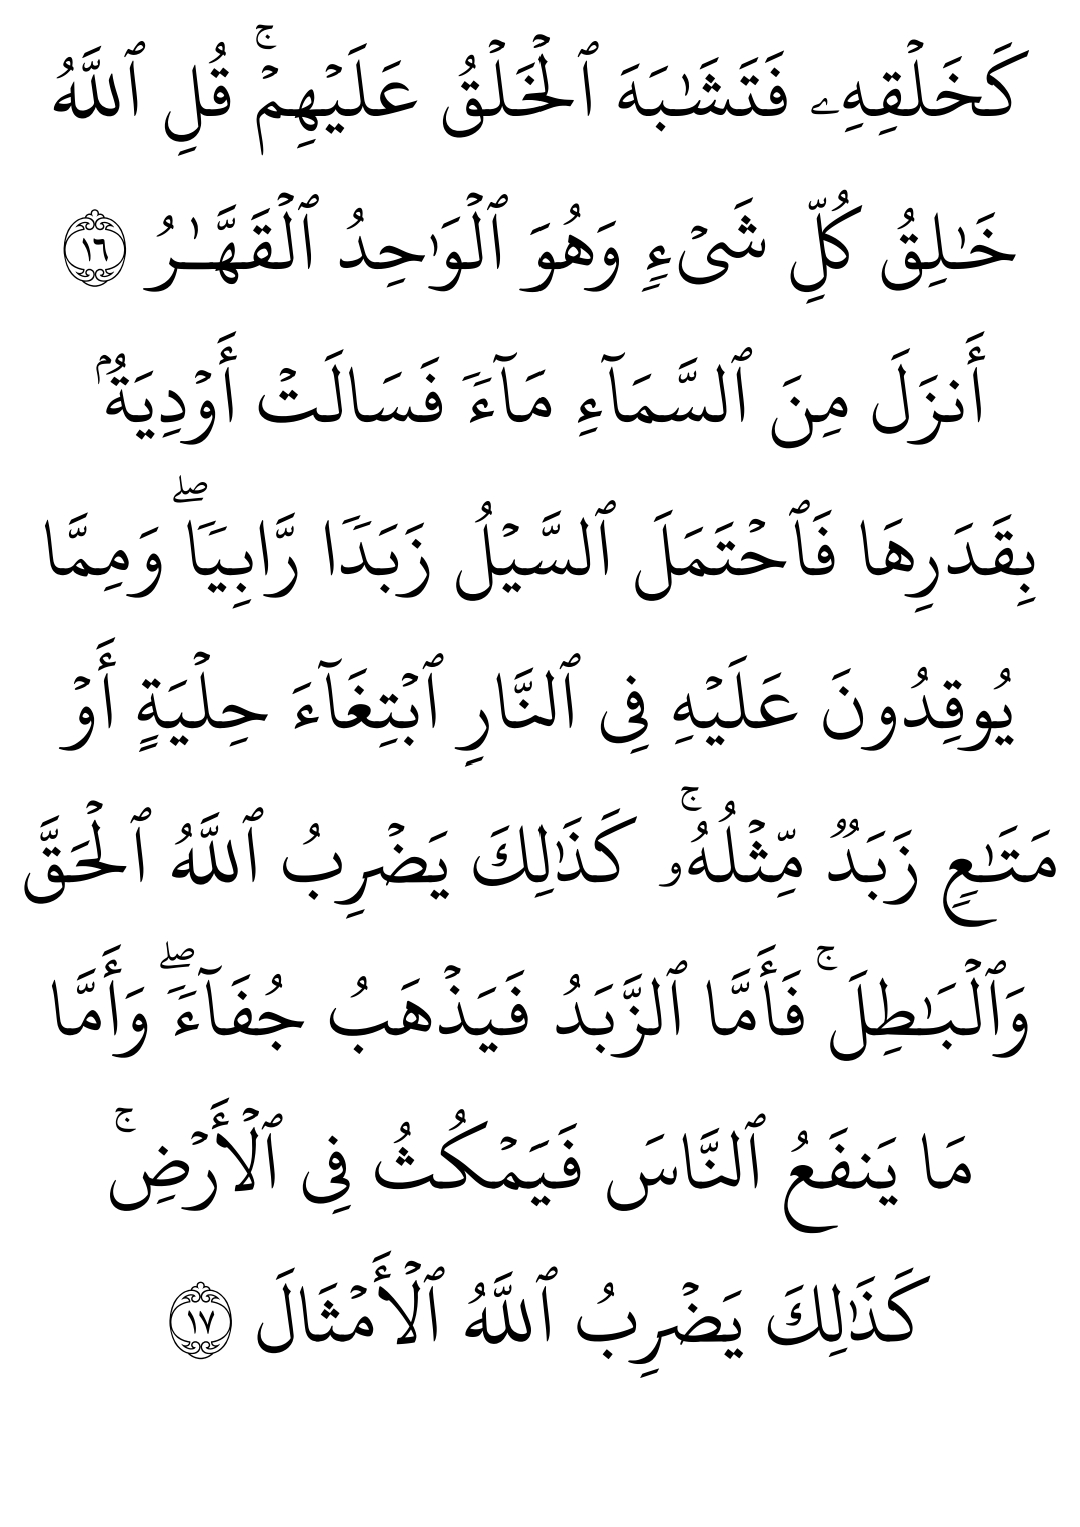 كَخَلْقِهِۦ فَتَشَـٰبَهَ ٱلْخَلْقُ عَلَيْهِمْ ۚ قُلِ ٱللَّهُ
خَـٰلِقُ كُلِّ شَىْءٍۢ وَهُوَ ٱلْوَٰحِدُ ٱلْقَهَّـٰرُ ١٦
أَنزَلَ مِنَ ٱلسَّمَآءِ مَآءًۭ فَسَالَتْ أَوْدِيَةٌۢ
بِقَدَرِهَا فَٱحْتَمَلَ ٱلسَّيْلُ زَبَدًۭا رَّابِيًۭا ۖ وَمِمَّا
يُوقِدُونَ عَلَيْهِ فِى ٱلنَّارِ ٱبْتِغَآءَ حِلْيَةٍ أَوْ
مَتَـٰعٍۢ زَبَدٌۭ مِّثْلُهُۥ ۚ كَذَٰلِكَ يَضْرِبُ ٱللَّهُ ٱلْحَقَّ
وَٱلْبَـٰطِلَ ۚ فَأَمَّا ٱلزَّبَدُ فَيَذْهَبُ جُفَآءًۭ ۖ وَأَمَّا
مَا يَنفَعُ ٱلنَّاسَ فَيَمْكُثُ فِى ٱلْأَرْضِ ۚ
كَذَٰلِكَ يَضْرِبُ ٱللَّهُ ٱلْأَمْثَالَ ١٧